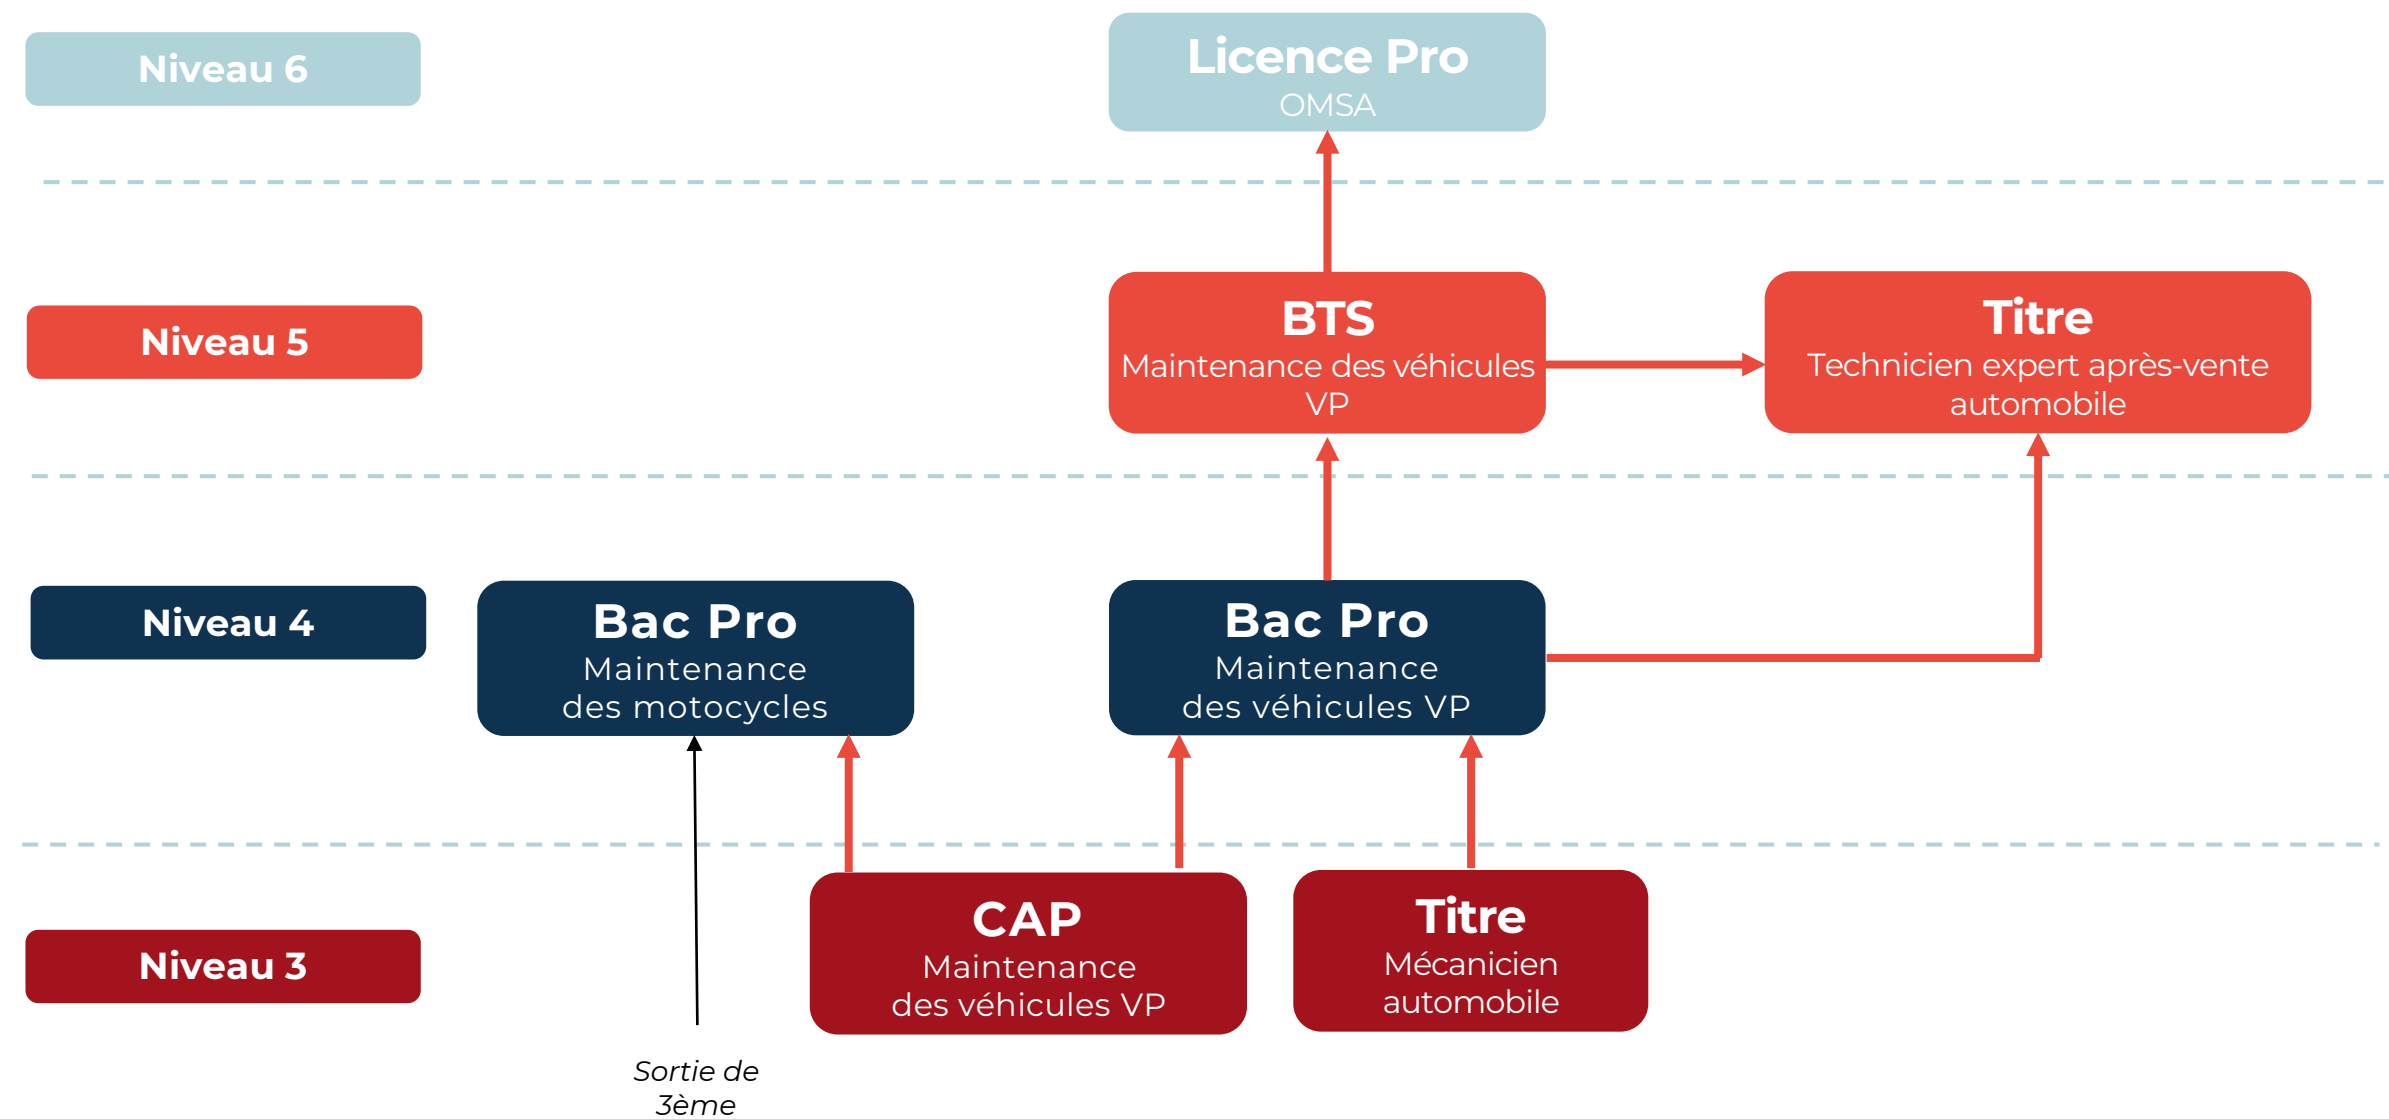 Niveau 6
Licence Pro
OMSA
Niveau 5
BTS
Maintenance des véhicules
VP
Titre
Technicien expert après-vente
automobile
Niveau 4
Bac Pro
Maintenance
des motocycles
Bac Pro
Maintenance
des véhicules VP
Niveau 3
CAP
Maintenance
des véhicules VP
Titre
Mécanicien
automobile
Sortie de
3ème